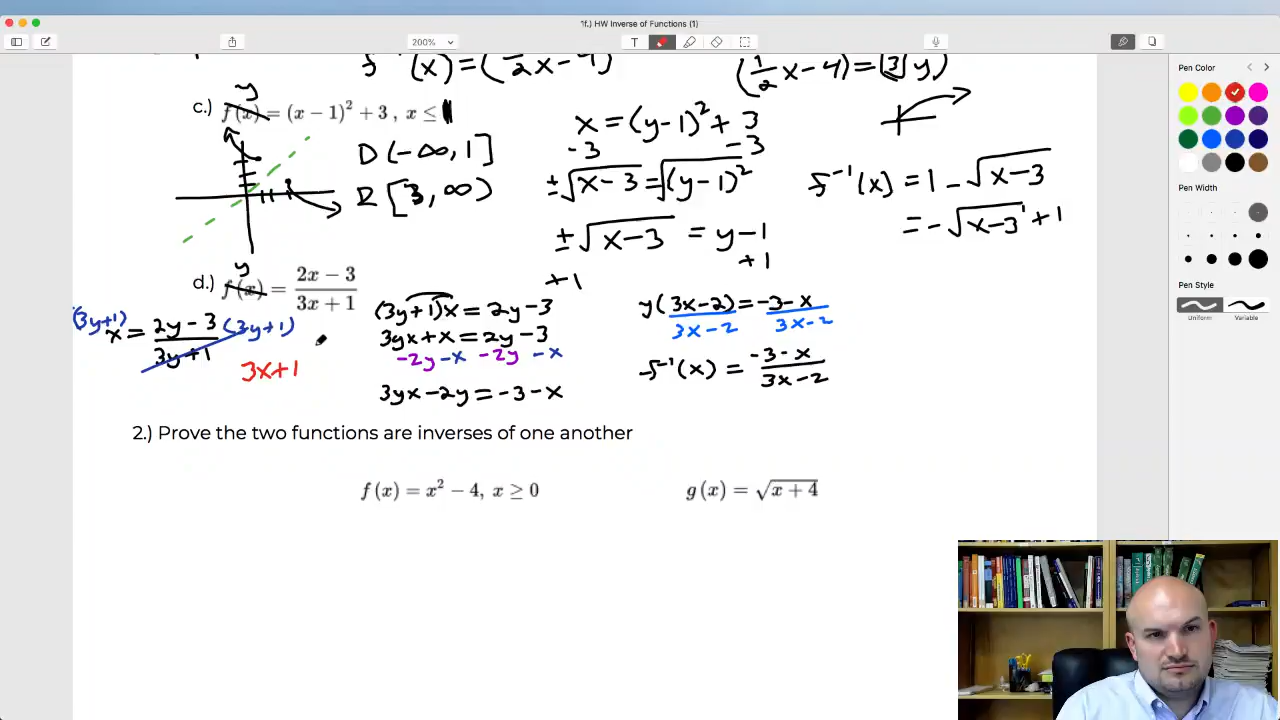 1f.) HW Inverse of Functions (1)
200%
Pen Color
Pen Width
Pen Style
Uniform
Variable
(x) = (1/2x - 4)
(1/2x - 4) = (3√y)
c.) f(x) = (x − 1)² + 3 , x ≤ 1
y
D (-∞, 1]
R [3, ∞)
x = (y-1)² + 3
-3 -3
±√x-3 = √(y-1)²
±√x-3 = y-1
+1 +1
f⁻¹(x) = 1 - √x-3
= -√x-3 + 1
d.) f(x) = 2x − 3 / 3x + 1
y
(3y+1) x = 2y-3 / 3y+1 (3y+1)
3x+1
(3y+1)x = 2y-3
3yx+x = 2y-3
-2y -x -2y -x
3yx-2y = -3-x
y(3x-2) = -3-x
3x-2 3x-2
f⁻¹(x) = -3-x / 3x-2
2.) Prove the two functions are inverses of one another
f(x) = x² − 4, x ≥ 0
g(x) = √x + 4